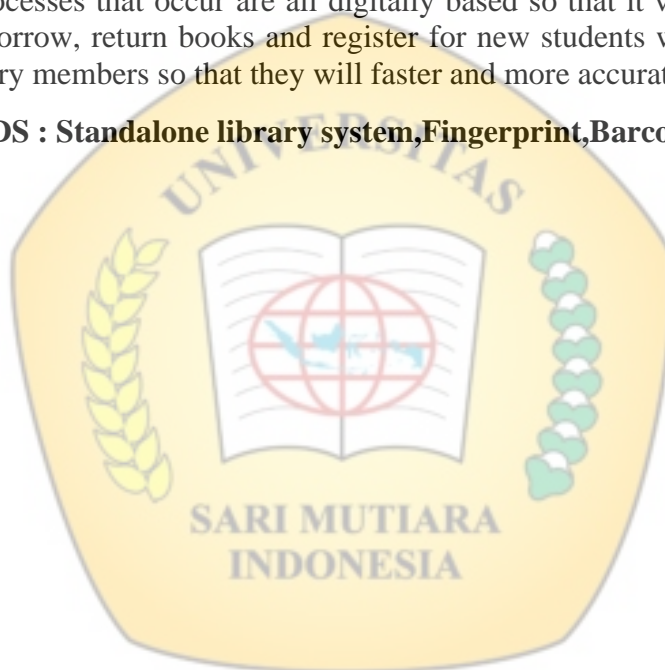 ocesses that occur are all digitally based so that it
orrow, return books and register for new students
ry members so that they will faster and more accurat
DS : Standalone library system,Fingerprint,Barco
UNIVERSITAS
SARI MUTIARA
INDONESIA